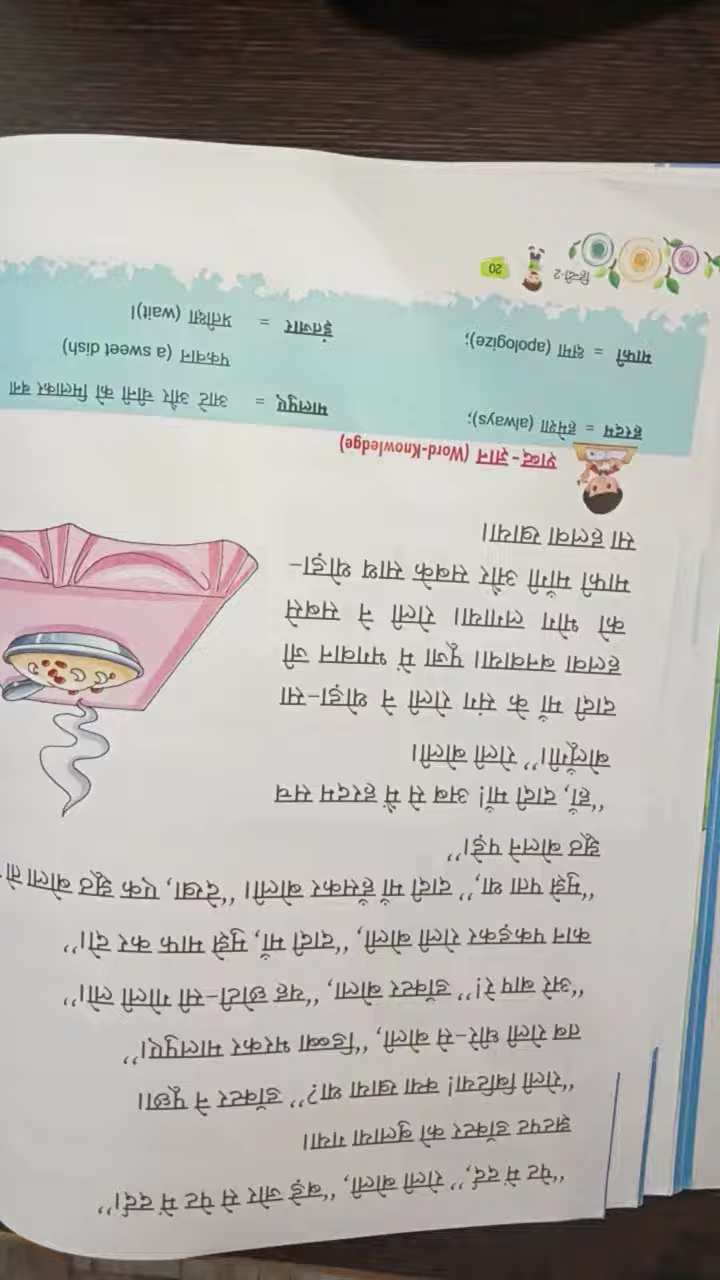 “पेट में दर्द,” रोली बोली, “बड़े जोर से पेट में दर्द।”
झटपट डॉक्टर को बुलाया गया।
“रोली बिटिया! क्या खाया था?” डॉक्टर ने पूछा।
तब रोली धीरे-से बोली, “डिब्बा भरकर मालपुए।”
“अरे बाप रे!” डॉक्टर बोला, “यह छोटी-सी गोली लो।”
कान पकड़कर रोली बोली, “दादी माँ, मुझे माफ कर दो।”
“मुझे पता था,” दादी माँ हँसकर बोली। “देखा, एक झूठ बोला तो
झूठ बोलने पड़े।”
“हाँ, दादी माँ! अब से मैं हरदम सच
बोलूँगी।” रोली बोली।
दादी माँ के संग रोली ने थोड़ा-सा
हलवा बनवाया। पूजा में भगवान जी
को भोग लगाया। रोली ने सबसे
माफी माँगी और सबके साथ थोड़ा-
सा हलवा खाया।
शब्द-ज्ञान (Word-Knowledge)
हरदम = हमेशा (always); मालपुए = आटे और चीनी को मिलाकर बना
पकवान (a sweet dish)
माफी = क्षमा (apologize); इंतजार = प्रतीक्षा (wait)।
हिन्दी-2 20